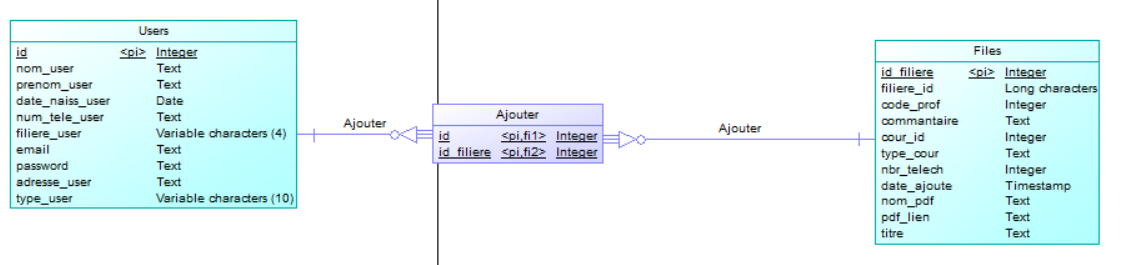 Users
id <pi> Integer
nom_user Text
prenom_user Text
date_naiss_user Date
num_tele_user Text
filiere_user Variable characters (4)
email Text
password Text
adresse_user Text
type_user Variable characters (10)
Ajouter
Ajouter
id <pi,fi1> Integer
id_filiere <pi,fi2> Integer
Ajouter
Files
id_filiere <pi> Integer
filiere_id Long characters
code_prof Integer
commantaire Text
cour_id Integer
type_cour Text
nbr_telech Integer
date_ajoute Timestamp
nom_pdf Text
pdf_lien Text
titre Text